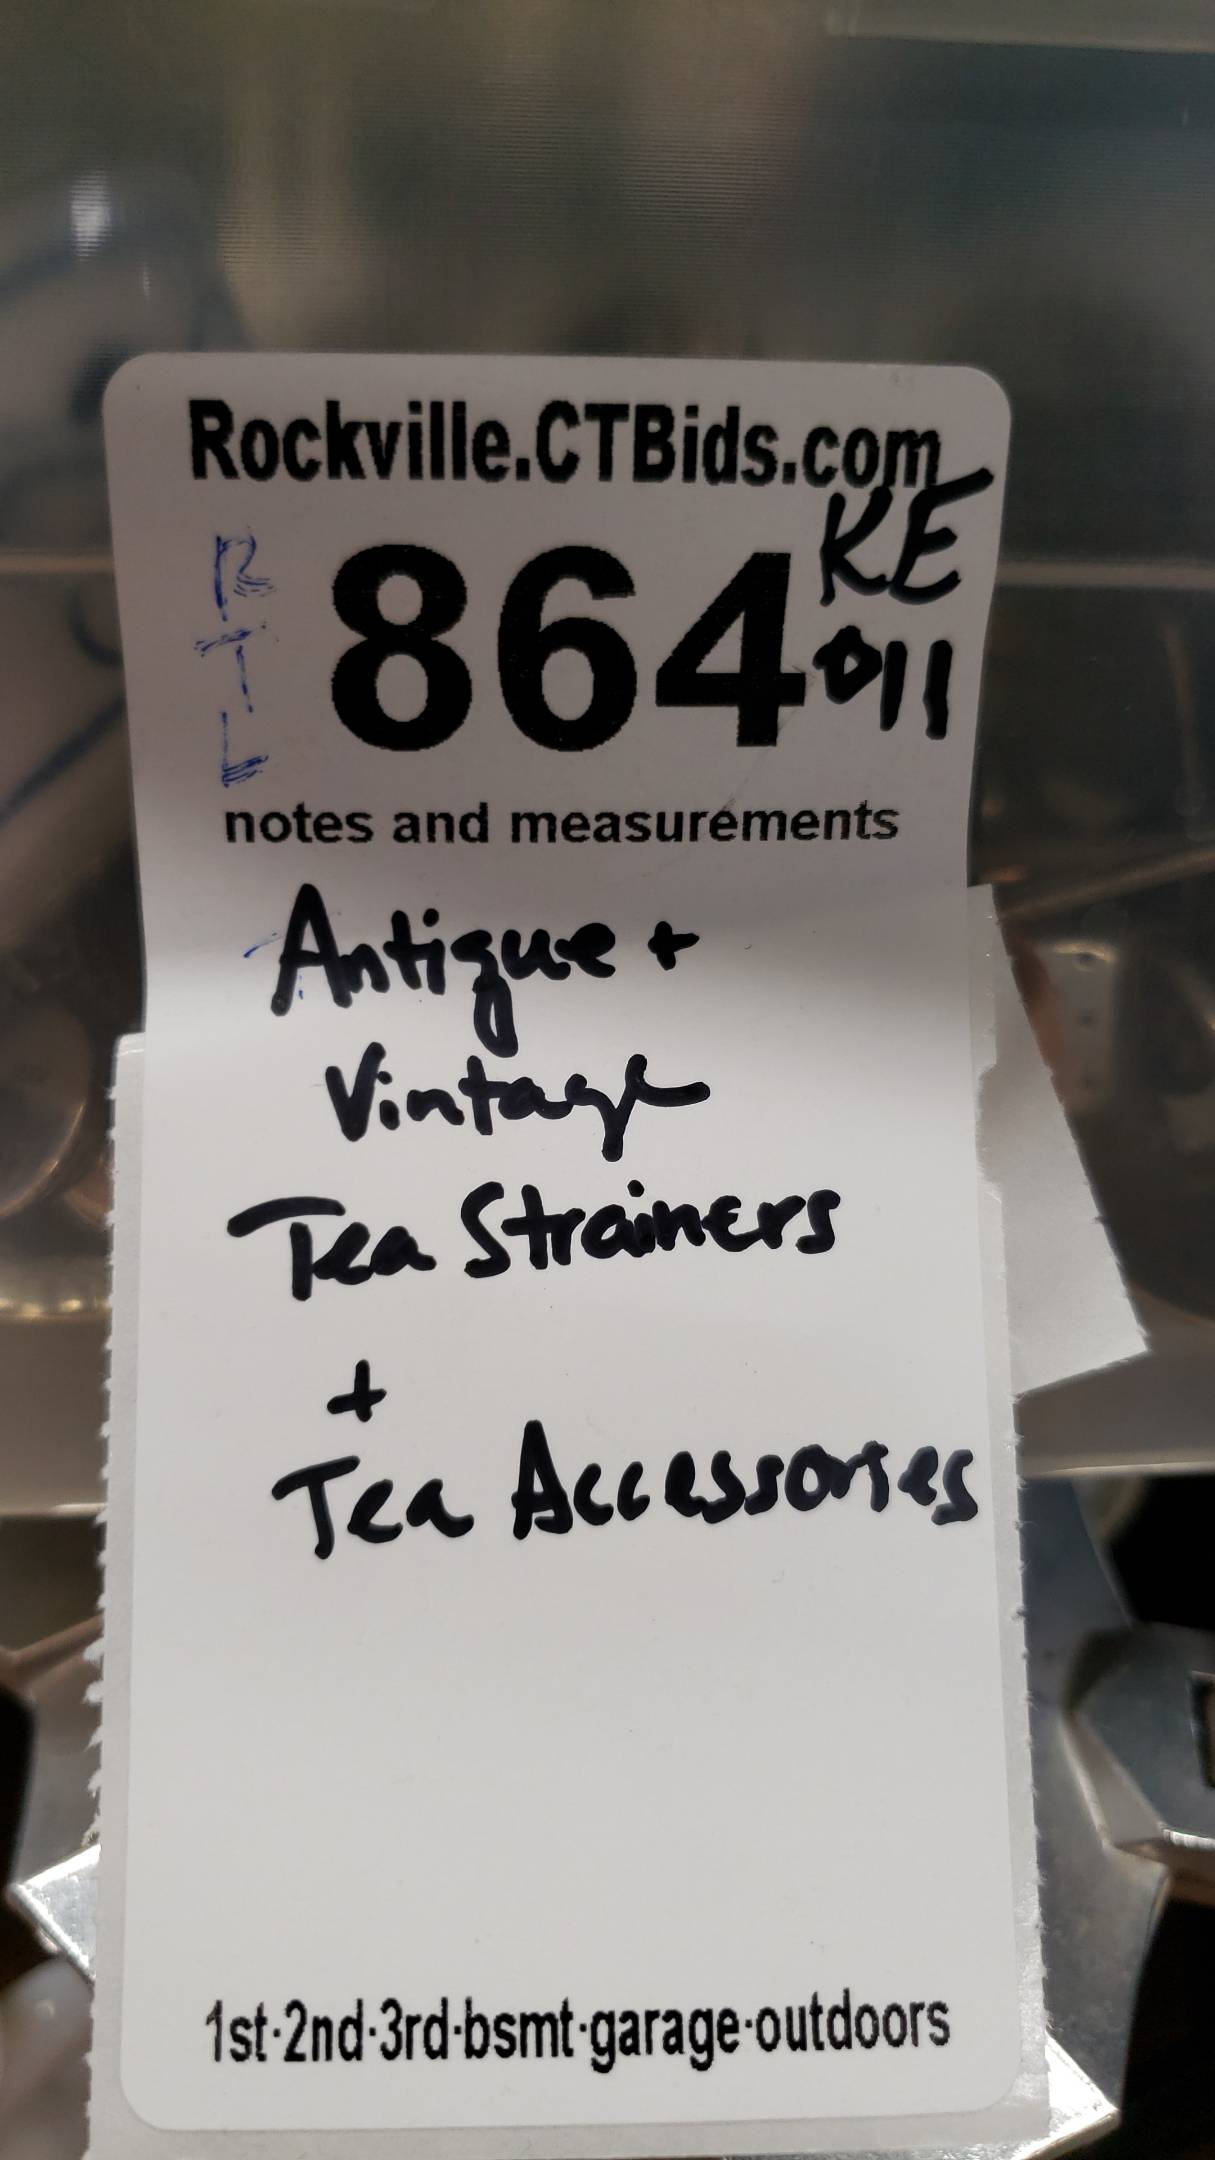 Rockville.CTBids.com
KE
RTL
864
011
notes and measurements
Antique +
Vintage
Tea Strainers
+
Tea Accessories
1st·2nd·3rd·bsmt·garage·outdoors